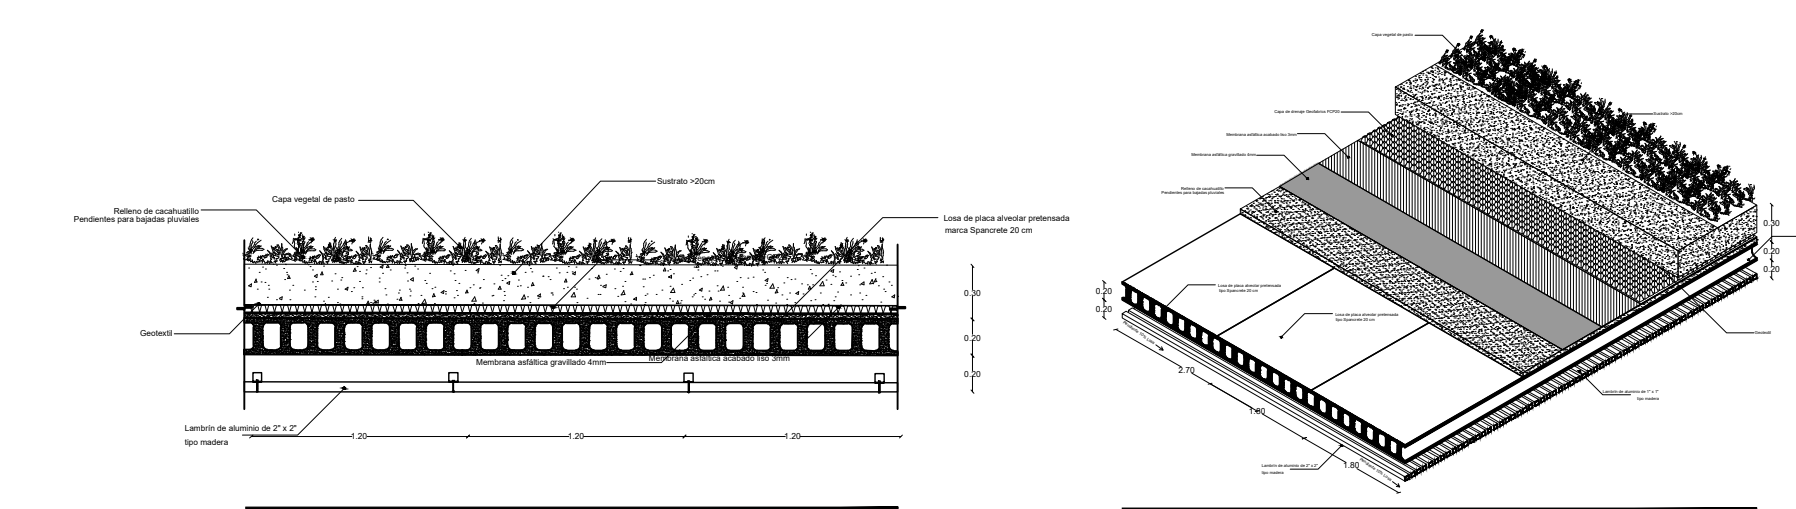 Sustrato >20cm
Capa vegetal de pasto
Relleno de cacahuatillo
Pendientes para bajadas pluviales
Losa de placa alveolar pretensada
marca Spancrete 20 cm
Geotextil
Membrana asfáltica gravillado 4mm
Membrana asfáltica acabado liso 3mm
Lambrín de aluminio de 2" x 2"
tipo madera
0.30
0.20
0.20
1.20
1.20
1.20
Capa vegetal de pasto
Capa de drenaje Geofabrics PCP20
Sustrato >20cm
Membrana asfáltica acabado liso 3mm
Membrana asfáltica gravillado 4mm
Relleno de cacahuatillo
Pendientes para bajadas pluviales
0.30
0.20
0.20
0.20
0.20
Losa de placa alveolar pretensada
tipo Spancrete 20 cm
Losa de placa alveolar pretensada
tipo Spancrete 20 cm
Geotextil
2.70
1.80
1.80
Lambrín de aluminio de 1" x 1"
tipo madera
Lambrín de aluminio de 2" x 2"
tipo madera